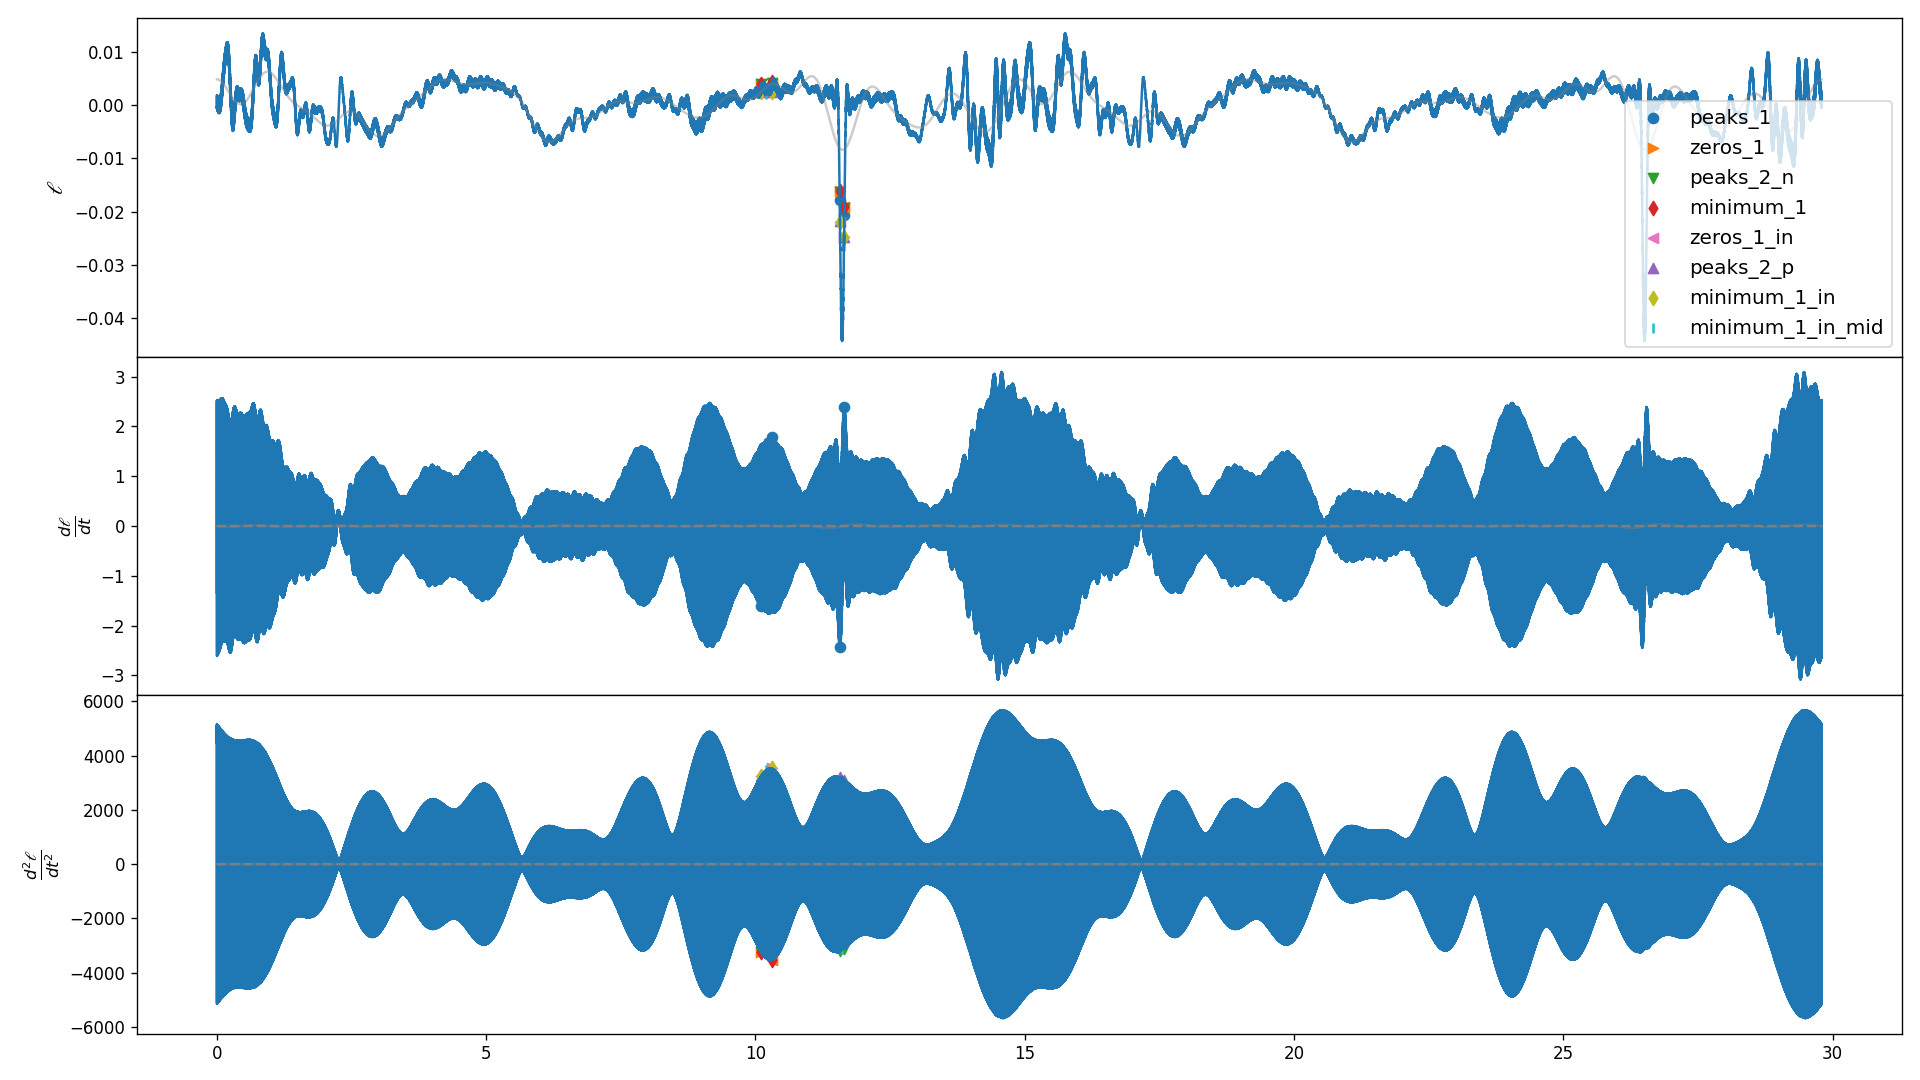 0.01
0.00
−0.01
−0.02
−0.03
−0.04
ℓ
peaks_1
zeros_1
peaks_2_n
minimum_1
zeros_1_in
peaks_2_p
minimum_1_in
minimum_1_in_mid
3
2
1
0
−1
−2
−3
dℓ
dt
6000
4000
2000
0
−2000
−4000
−6000
d²ℓ
dt²
0 5 10 15 20 25 30